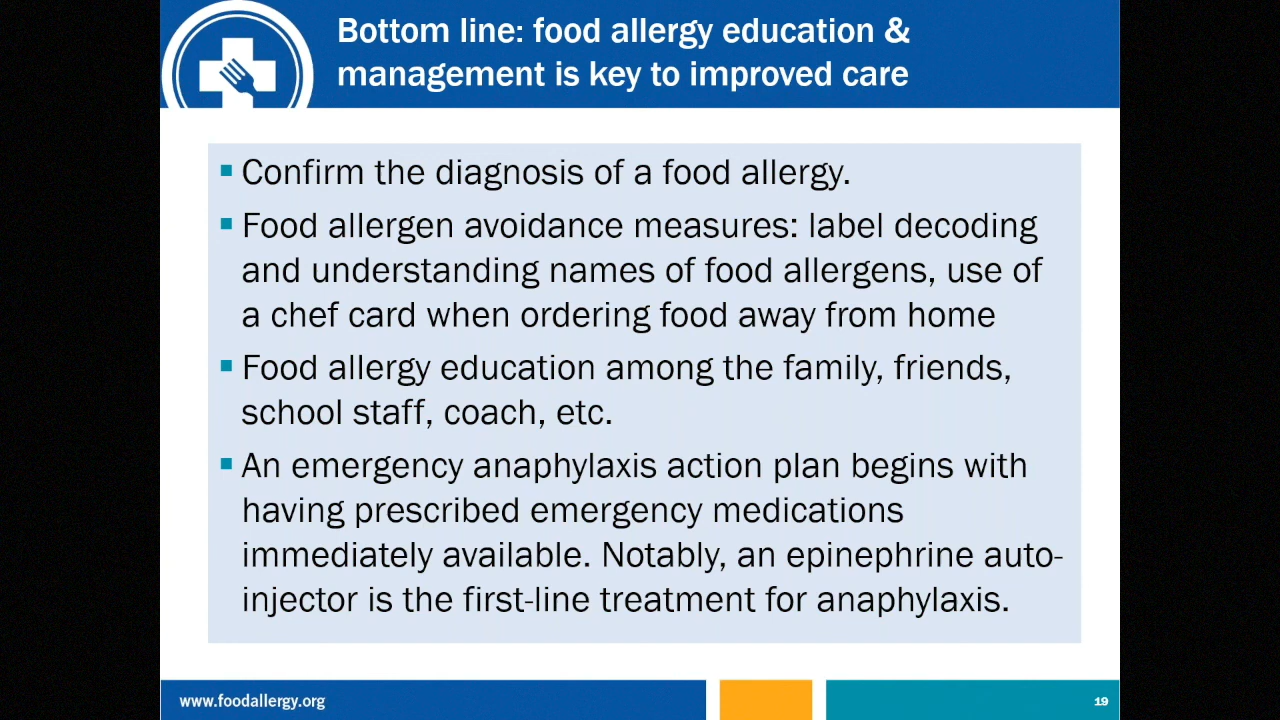 Bottom line: food allergy education &
management is key to improved care
▪ Confirm the diagnosis of a food allergy.
▪ Food allergen avoidance measures: label decoding
and understanding names of food allergens, use of
a chef card when ordering food away from home
▪ Food allergy education among the family, friends,
school staff, coach, etc.
▪ An emergency anaphylaxis action plan begins with
having prescribed emergency medications
immediately available. Notably, an epinephrine auto-
injector is the first-line treatment for anaphylaxis.
www.foodallergy.org
19